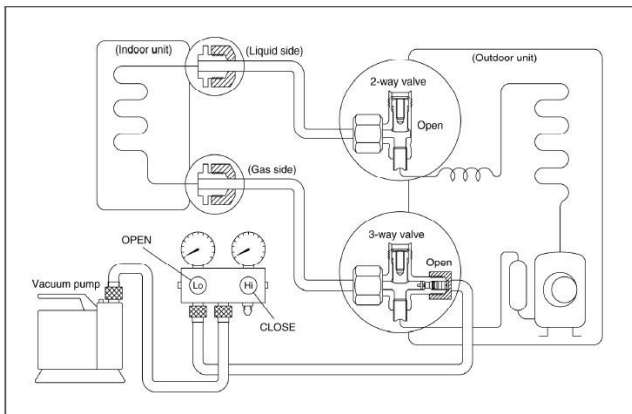 (Indoor unit)
(Liquid side)
(Outdoor unit)
2-way valve
Open
(Gas side)
3-way valve
Open
OPEN
Lo
Hi
Vacuum pump
CLOSE